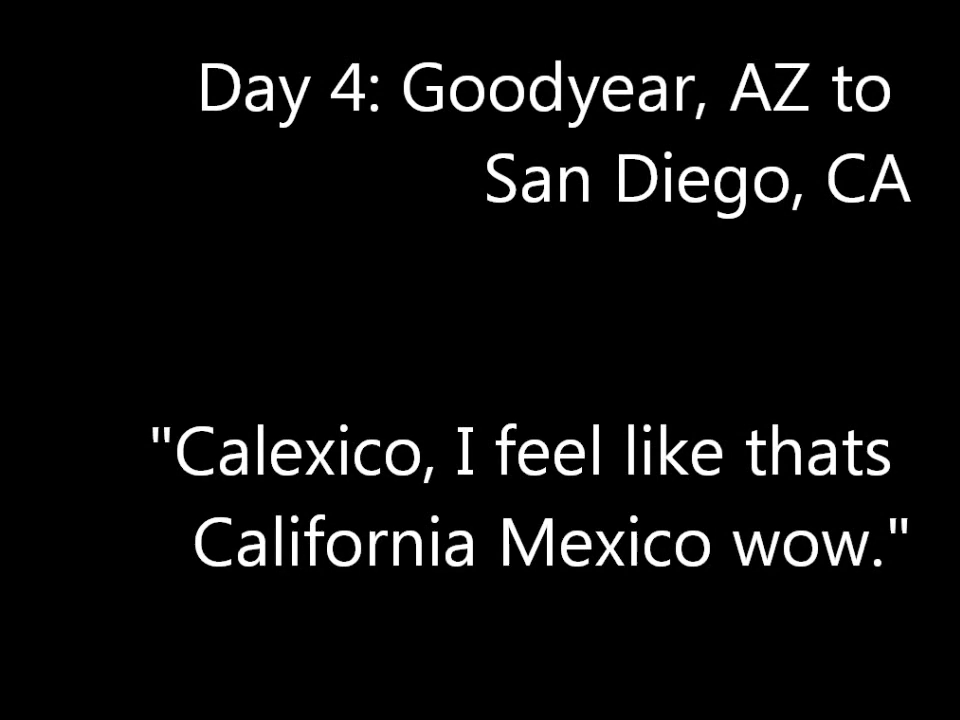 Day 4: Goodyear, AZ to
San Diego, CA
"Calexico, I feel like thats
California Mexico wow."